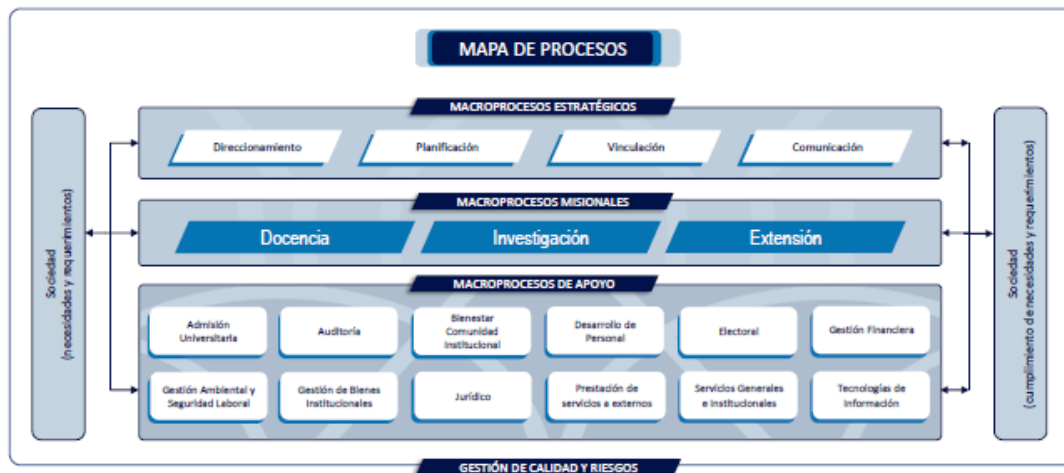 MAPA DE PROCESOS
MACROPROCESOS ESTRATÉGICOS
Direccionamiento
Planificación
Vinculación
Comunicación
MACROPROCESOS MISIONALES
Docencia
Investigación
Extensión
MACROPROCESOS DE APOYO
Admisión
Universitaria
Auditoría
Bienestar
Comunidad
Institucional
Desarrollo de
Personal
Electoral
Gestión Financiera
Gestión Ambiental y
Seguridad Laboral
Gestión de Bienes
Institucionales
Jurídico
Prestación de
servicios a externos
Servicios Generales
e Institucionales
Tecnologías de
Información
Sociedad
(necesidades y requerimientos)
Sociedad
(cumplimiento de necesidades y requerimientos)
GESTIÓN DE CALIDAD Y RIESGOS